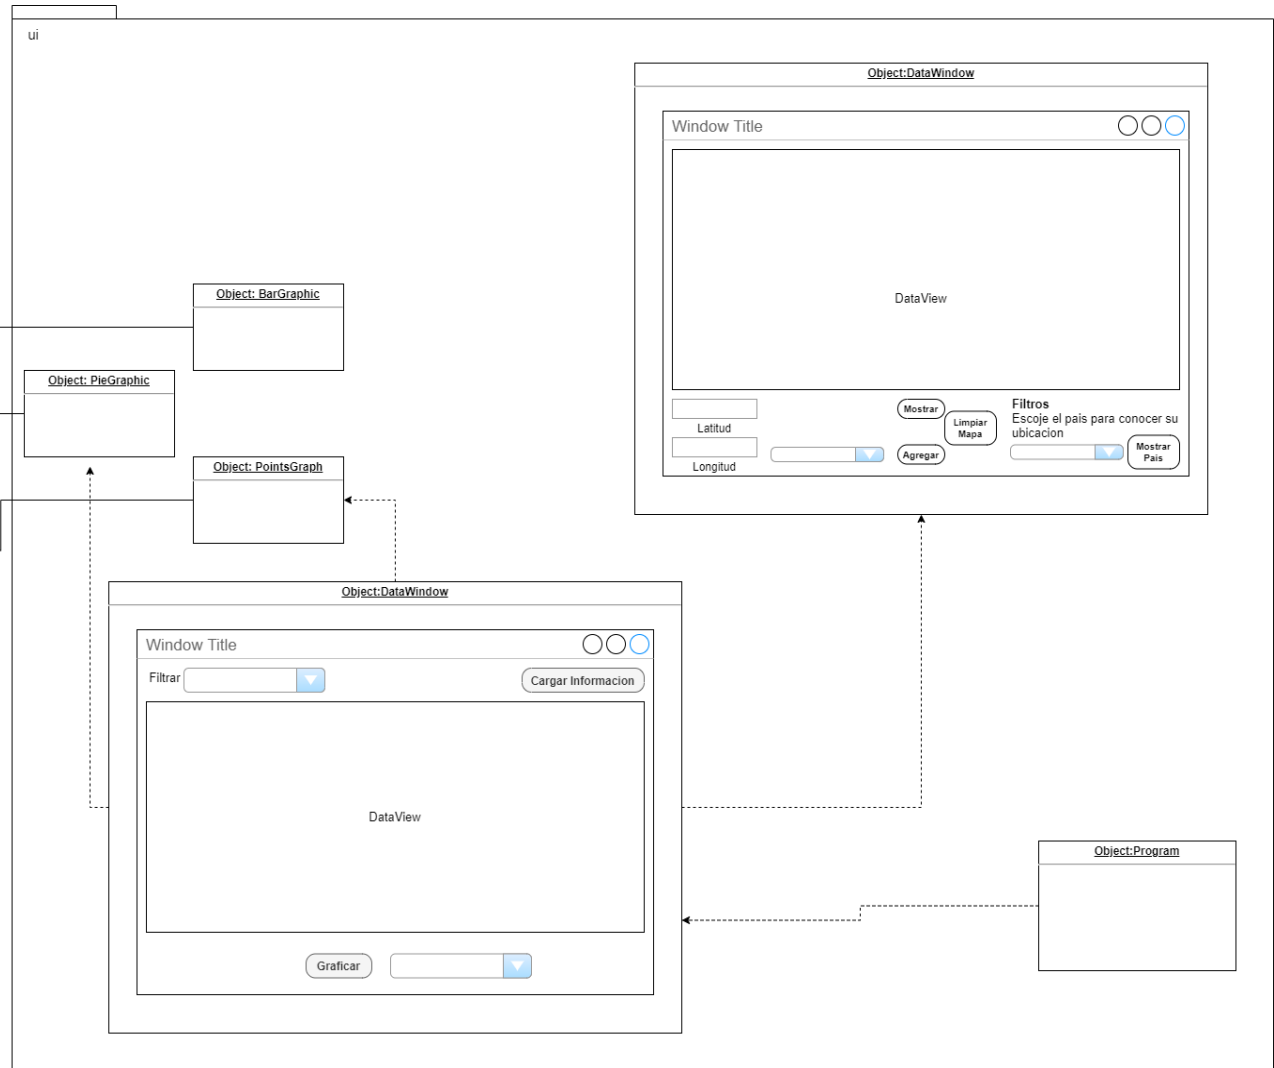 ui
Object:DataWindow
Window Title
DataView
Latitud
Longitud
Mostrar
Agregar
Limpiar
Mapa
Filtros
Escoje el pais para conocer su
ubicacion
Mostrar
Pais
Object: BarGraphic
Object: PieGraphic
Object: PointsGraph
Object:DataWindow
Window Title
Filtrar
Cargar Informacion
DataView
Graficar
Object:Program